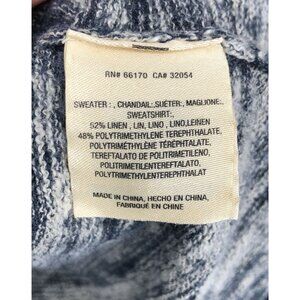 RN# 66170 CA# 32054
SWEATER:, CHANDAIL:,SUÉTER:, MAGLIONE:,
SWEATSHIRT:,
52% LINEN , LIN, LINO , LINO,LEINEN
48% POLYTRIMETHYLENE TEREPHTHALATE,
POLYTRIMÉTHYLÈNE TÉRÉPHTALATE,
TEREFTALATO DE POLITRIMETILENO,
POLITRIMETILENTEREFTALATO,
POLYTRIMETHYLENTEREPHTHALAT
MADE IN CHINA, HECHO EN CHINA,
FABRIQUÉ EN CHINE